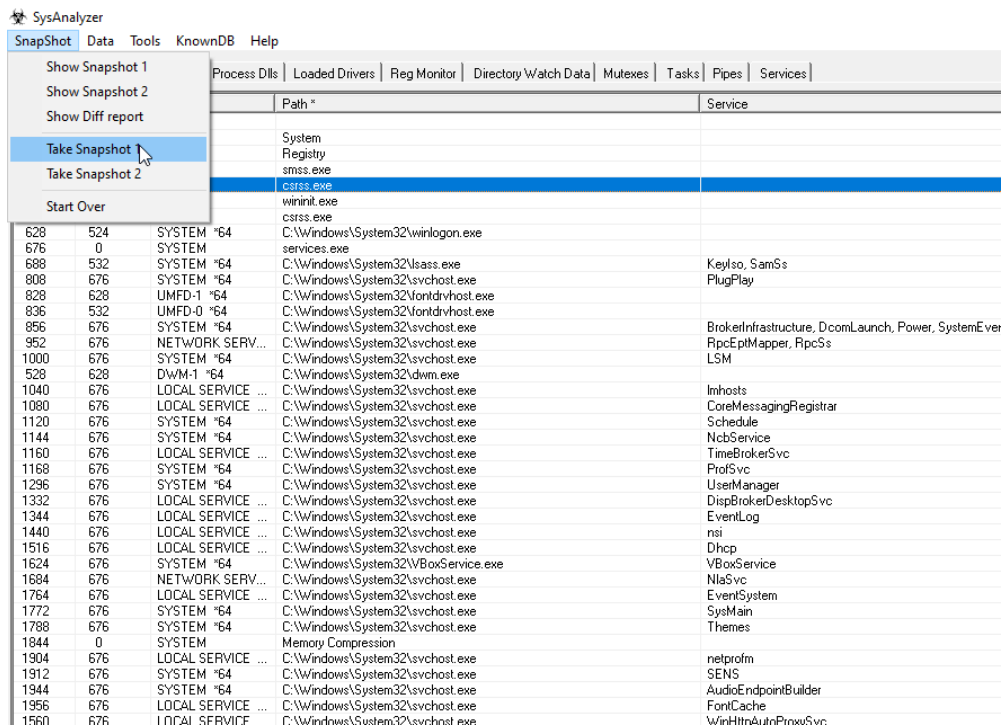 SysAnalyzer
SnapShot Data Tools KnownDB Help
Show Snapshot 1
Show Snapshot 2
Show Diff report
Take Snapshot 1
Take Snapshot 2
Start Over
Process Dlls Loaded Drivers Reg Monitor Directory Watch Data Mutexes Tasks Pipes Services
Path * Service
System
Registry
smss.exe
csrss.exe
wininit.exe
csrss.exe
628 524 SYSTEM *64 C:\Windows\System32\winlogon.exe
676 0 SYSTEM services.exe
688 532 SYSTEM *64 C:\Windows\System32\lsass.exe KeyIso, SamSs
808 676 SYSTEM *64 C:\Windows\System32\svchost.exe PlugPlay
828 628 UMFD-1 *64 C:\Windows\System32\fontdrvhost.exe
836 532 UMFD-0 *64 C:\Windows\System32\fontdrvhost.exe
856 676 SYSTEM *64 C:\Windows\System32\svchost.exe BrokerInfrastructure, DcomLaunch, Power, SystemEver
952 676 NETWORK SERV... C:\Windows\System32\svchost.exe RpcEptMapper, RpcSs
1000 676 SYSTEM *64 C:\Windows\System32\svchost.exe LSM
528 628 DWM-1 *64 C:\Windows\System32\dwm.exe
1040 676 LOCAL SERVICE ... C:\Windows\System32\svchost.exe lmhosts
1080 676 LOCAL SERVICE ... C:\Windows\System32\svchost.exe CoreMessagingRegistrar
1120 676 SYSTEM *64 C:\Windows\System32\svchost.exe Schedule
1144 676 SYSTEM *64 C:\Windows\System32\svchost.exe NcbService
1160 676 LOCAL SERVICE ... C:\Windows\System32\svchost.exe TimeBrokerSvc
1168 676 SYSTEM *64 C:\Windows\System32\svchost.exe ProfSvc
1296 676 SYSTEM *64 C:\Windows\System32\svchost.exe UserManager
1332 676 LOCAL SERVICE ... C:\Windows\System32\svchost.exe DispBrokerDesktopSvc
1344 676 LOCAL SERVICE ... C:\Windows\System32\svchost.exe EventLog
1440 676 LOCAL SERVICE ... C:\Windows\System32\svchost.exe nsi
1516 676 LOCAL SERVICE ... C:\Windows\System32\svchost.exe Dhcp
1624 676 SYSTEM *64 C:\Windows\System32\VBoxService.exe VBoxService
1684 676 NETWORK SERV... C:\Windows\System32\svchost.exe NlaSvc
1764 676 LOCAL SERVICE ... C:\Windows\System32\svchost.exe EventSystem
1772 676 SYSTEM *64 C:\Windows\System32\svchost.exe SysMain
1788 676 SYSTEM *64 C:\Windows\System32\svchost.exe Themes
1844 0 SYSTEM Memory Compression
1904 676 LOCAL SERVICE ... C:\Windows\System32\svchost.exe netprofm
1912 676 SYSTEM *64 C:\Windows\System32\svchost.exe SENS
1944 676 SYSTEM *64 C:\Windows\System32\svchost.exe AudioEndpointBuilder
1956 676 LOCAL SERVICE ... C:\Windows\System32\svchost.exe FontCache
1560 676 LOCAL SERVICE ... C:\Windows\System32\svchost.exe WinHttpAutoProxySvc